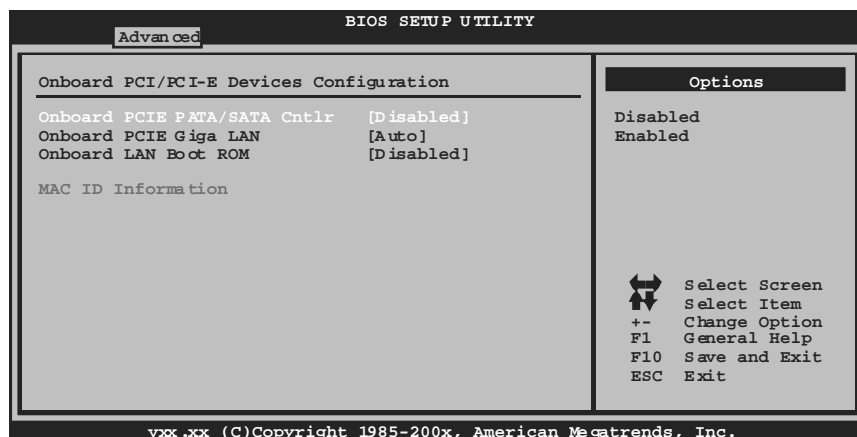 BIOS SETUP UTILITY
Advanced
Onboard PCI/PCI-E Devices Configuration
Onboard PCIE PATA/SATA Cntlr [Disabled]
Onboard PCIE Giga LAN [Auto]
Onboard LAN Boot ROM [Disabled]
MAC ID Information
Options
Disabled
Enabled
Select Screen
Select Item
+- Change Option
F1 General Help
F10 Save and Exit
ESC Exit
vxx.xx (C)Copyright 1985-200x, American Megatrends, Inc.